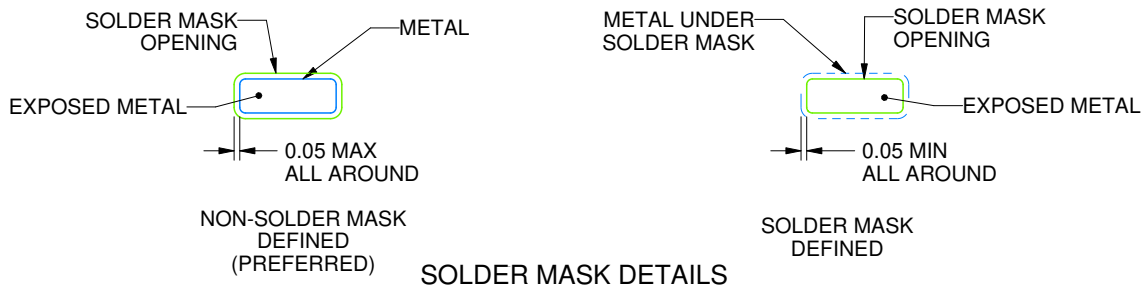 SOLDER MASK
OPENING
METAL
EXPOSED METAL
0.05 MAX
ALL AROUND
NON-SOLDER MASK
DEFINED
(PREFERRED)
METAL UNDER
SOLDER MASK
SOLDER MASK
OPENING
EXPOSED METAL
0.05 MIN
ALL AROUND
SOLDER MASK
DEFINED
SOLDER MASK DETAILS